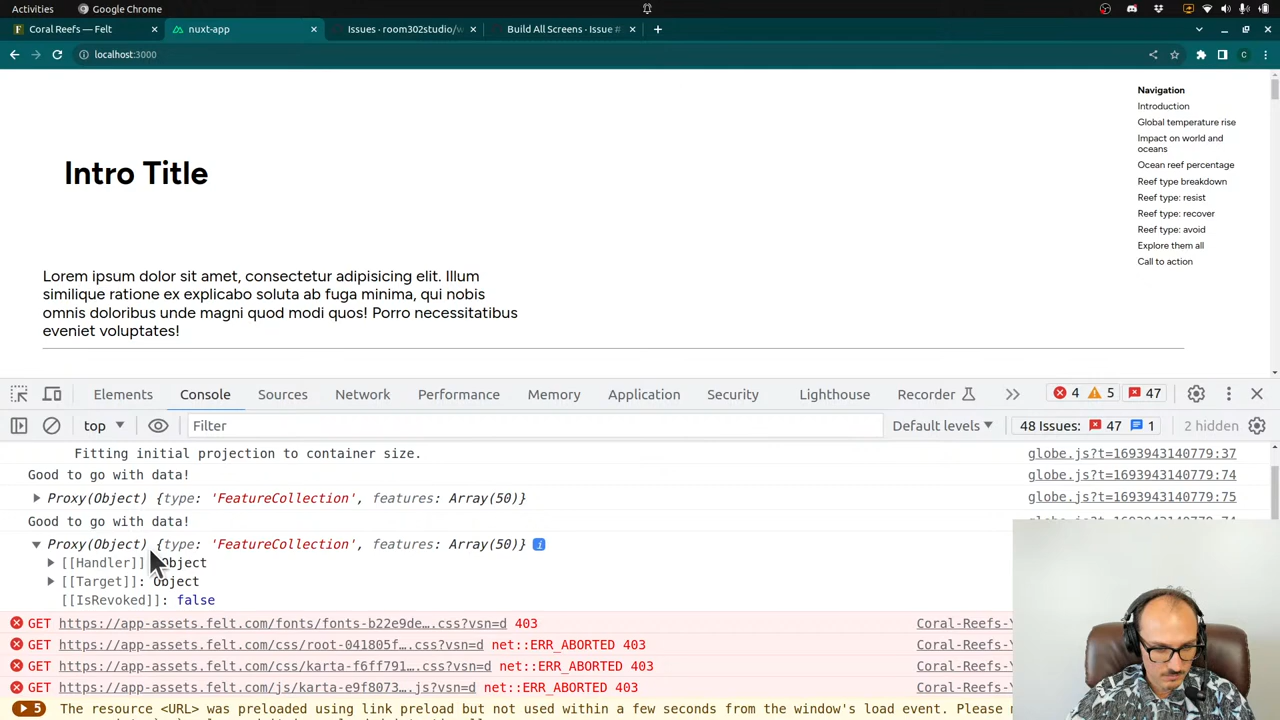 Activities
Google Chrome
Coral Reefs — Felt
nuxt-app
Issues · room302studio/w
Build All Screens · Issue #
localhost:3000
C
Navigation
Introduction
Global temperature rise
Impact on world and
oceans
Ocean reef percentage
Reef type breakdown
Reef type: resist
Reef type: recover
Reef type: avoid
Explore them all
Call to action
Intro Title
Lorem ipsum dolor sit amet, consectetur adipisicing elit. Illum
similique ratione ex explicabo soluta ab fuga minima, qui nobis
omnis doloribus unde magni quod modi quos! Porro necessitatibus
eveniet voluptates!
Elements Console Sources Network Performance Memory Application Security Lighthouse Recorder 4 5 47
top Filter Default levels 48 Issues: 47 1 2 hidden
Fitting initial projection to container size. globe.js?t=1693943140779:37
Good to go with data! globe.js?t=1693943140779:74
Proxy(Object) {type: 'FeatureCollection', features: Array(50)} globe.js?t=1693943140779:75
Good to go with data!
Proxy(Object) {type: 'FeatureCollection', features: Array(50)} i
[[Handler]]: Object
[[Target]]: Object
[[IsRevoked]]: false
GET https://app-assets.felt.com/fonts/fonts-b22e9de….css?vsn=d 403 Coral-Reefs-
GET https://app-assets.felt.com/css/root-041805f….css?vsn=d net::ERR_ABORTED 403 Coral-Reefs-
GET https://app-assets.felt.com/css/karta-f6ff791….css?vsn=d net::ERR_ABORTED 403 Coral-Reefs-
GET https://app-assets.felt.com/js/karta-e9f8073….js?vsn=d net::ERR_ABORTED 403 Coral-Reefs-
5 The resource <URL> was preloaded using link preload but not used within a few seconds from the window's load event. Please